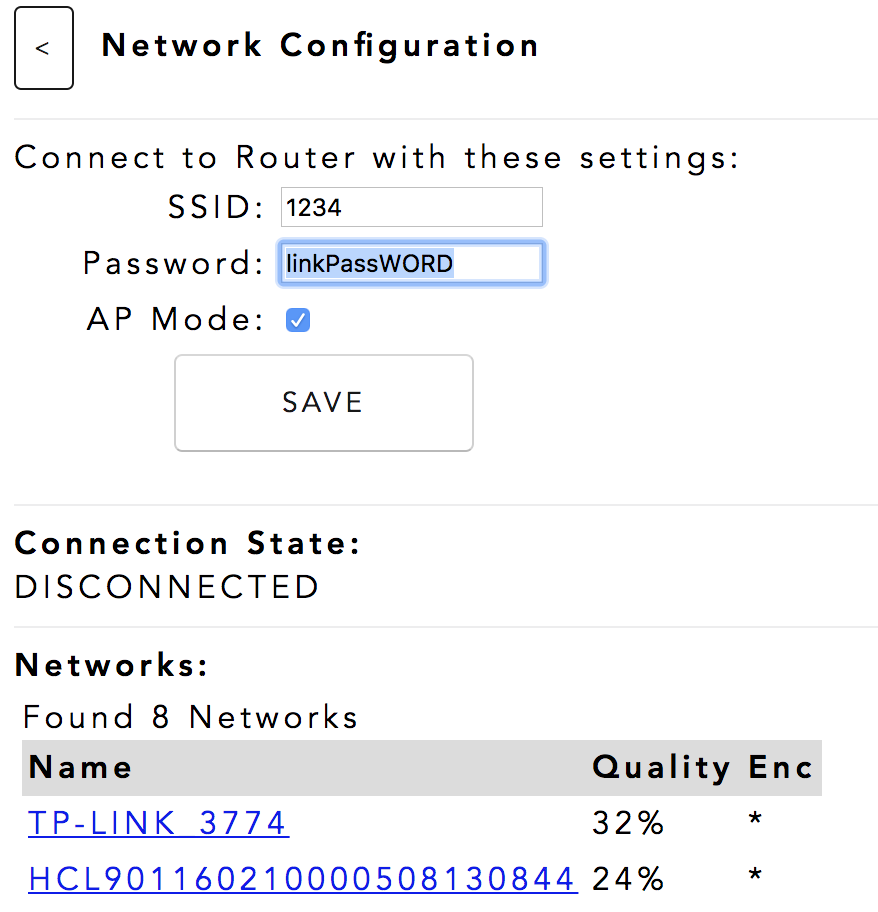 < Network Configuration
Connect to Router with these settings:
SSID: 1234
Password: linkPassWORD
AP Mode:
SAVE
Connection State:
DISCONNECTED
Networks:
Found 8 Networks
Name Quality Enc
TP-LINK_3774 32% *
HCL9011602100000508130844 24% *